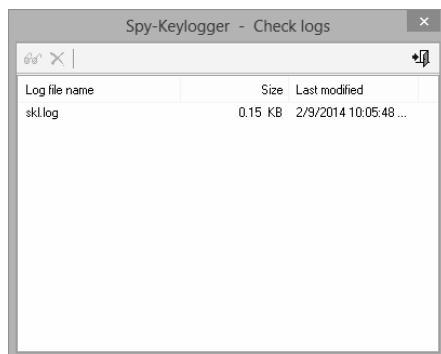 Spy-Keylogger - Check logs
Log file name Size Last modified
skl.log 0.15 KB 2/9/2014 10:05:48 ...